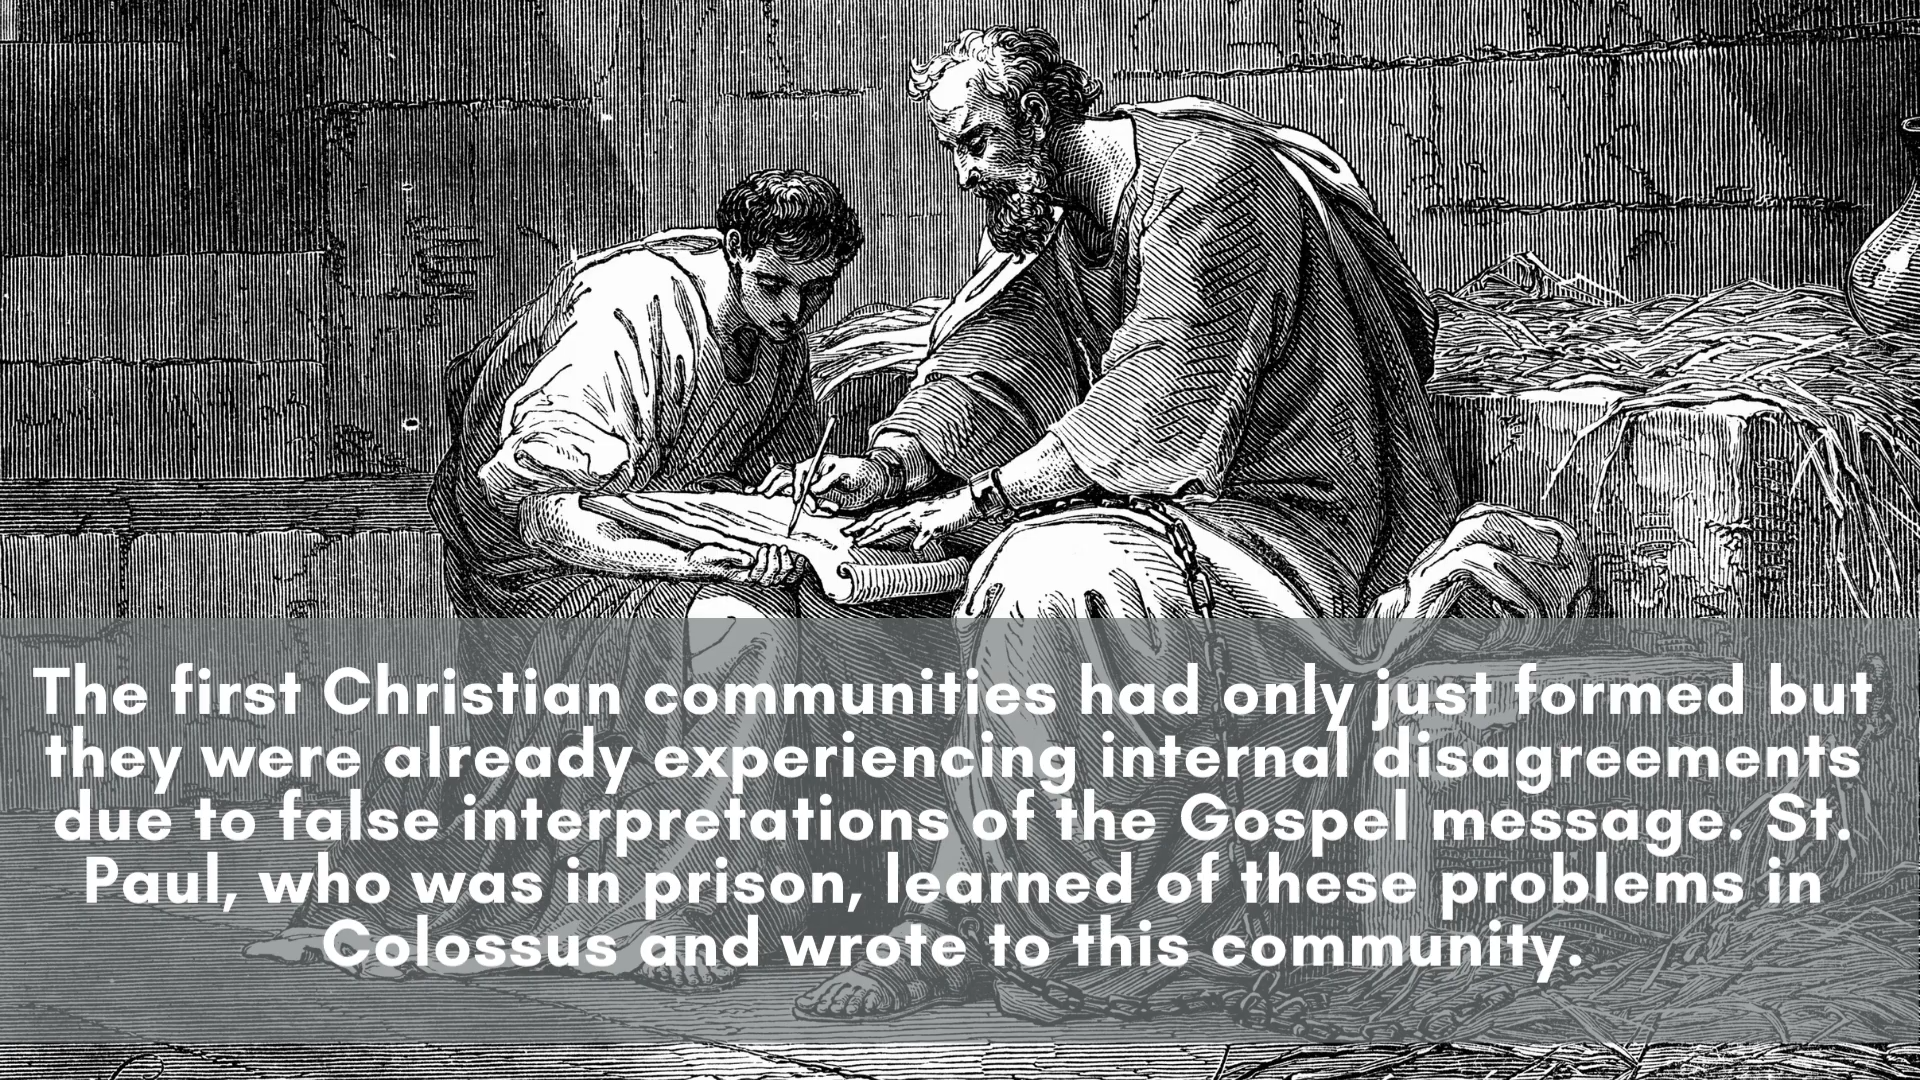 The first Christian communities had only just formed but
they were already experiencing internal disagreements
due to false interpretations of the Gospel message. St.
Paul, who was in prison, learned of these problems in
Colossus and wrote to this community.